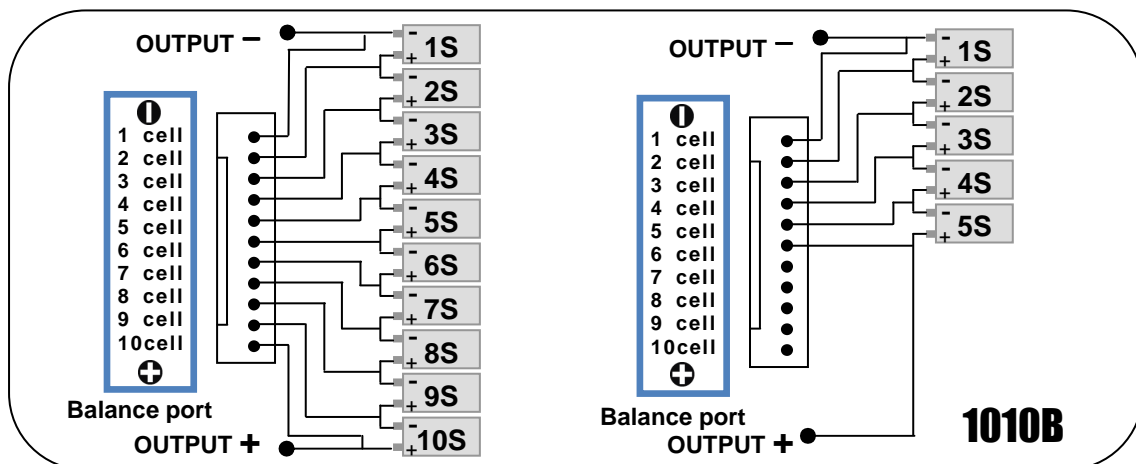 OUTPUT -
- 1S +
- 2S +
- 3S +
- 4S +
- 5S +
- 6S +
- 7S +
- 8S +
- 9S +
- 10S +
1 cell
2 cell
3 cell
4 cell
5 cell
6 cell
7 cell
8 cell
9 cell
10cell
Balance port
OUTPUT +
OUTPUT -
- 1S +
- 2S +
- 3S +
- 4S +
- 5S +
1 cell
2 cell
3 cell
4 cell
5 cell
6 cell
7 cell
8 cell
9 cell
10cell
Balance port
OUTPUT +
1010B